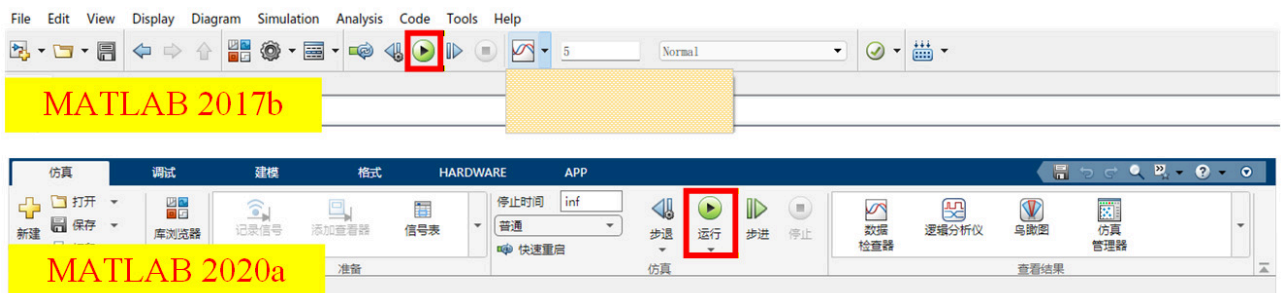 File Edit View Display Diagram Simulation Analysis Code Tools Help
5 Normal
MATLAB 2017b
仿真 调试 建模 格式 HARDWARE APP
打开 停止时间 inf
新建 保存 库浏览器 记录信号 添加查看器 信号表 普通 步退 运行 步进 停止 数据检查器 逻辑分析仪 鸟瞰图 仿真管理器
快速重启
MATLAB 2020a
准备 仿真 查看结果